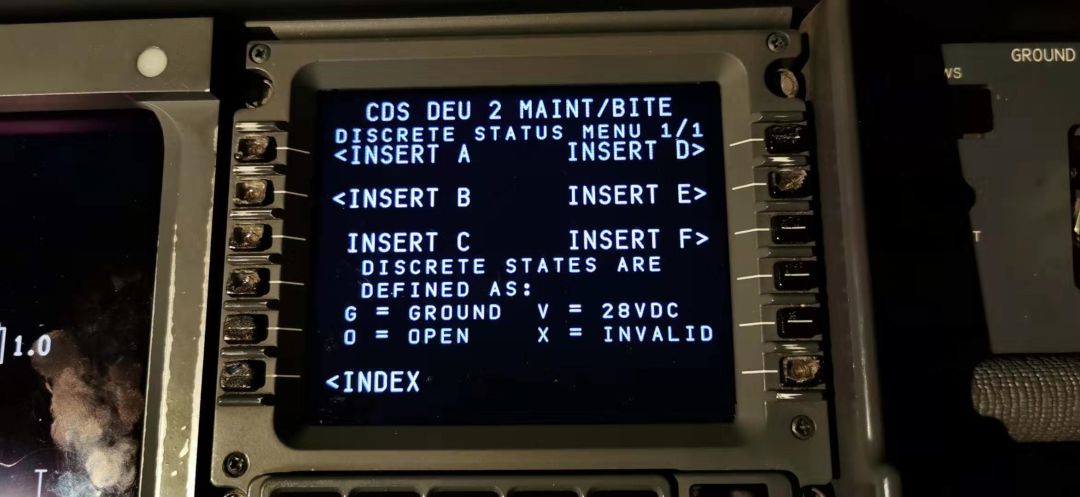 CDS DEU 2 MAINT/BITE
DISCRETE STATUS MENU 1/1
<INSERT A INSERT D>
<INSERT B INSERT E>
INSERT C INSERT F>
DISCRETE STATES ARE
DEFINED AS:
G = GROUND V = 28VDC
O = OPEN X = INVALID
<INDEX
1.0
T
GROUND
WS
T